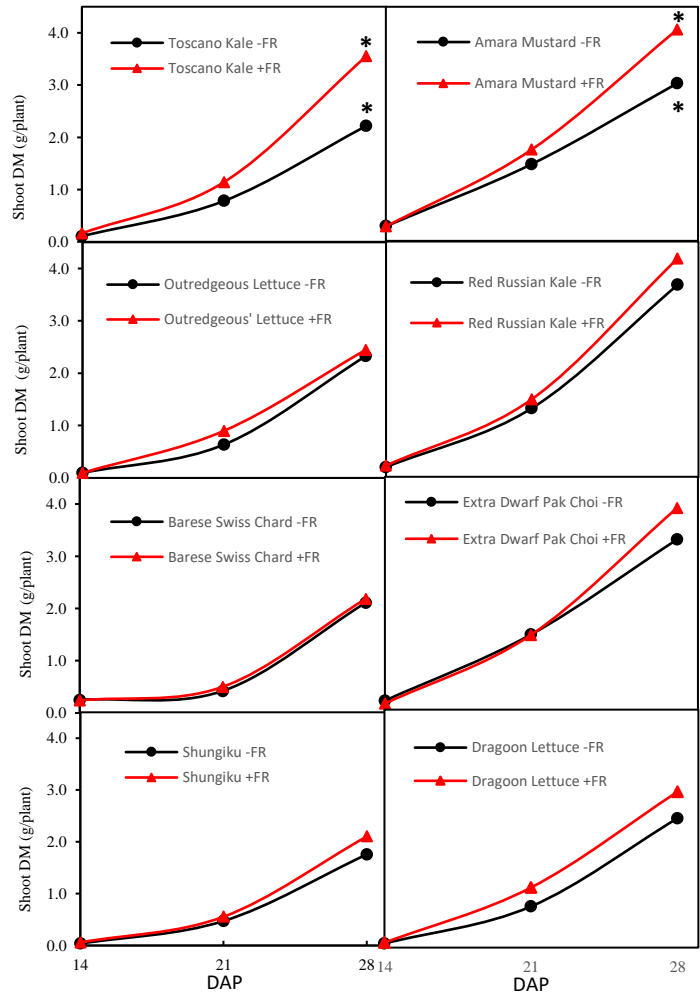 4.0
3.0
2.0
1.0
0.0
Shoot DM (g/plant)
Toscano Kale -FR
Toscano Kale +FR
*
*
Amara Mustard -FR
Amara Mustard +FR
*
*
4.0
3.0
2.0
1.0
0.0
Shoot DM (g/plant)
Outredgeous Lettuce -FR
Outredgeous' Lettuce +FR
Red Russian Kale -FR
Red Russian Kale +FR
4.0
3.0
2.0
1.0
0.0
Shoot DM (g/plant)
Barese Swiss Chard -FR
Barese Swiss Chard +FR
Extra Dwarf Pak Choi -FR
Extra Dwarf Pak Choi +FR
4.0
3.0
2.0
1.0
0.0
Shoot DM (g/plant)
Shungiku -FR
Shungiku +FR
Dragoon Lettuce -FR
Dragoon Lettuce +FR
14 21 28
DAP
14 21 28
DAP